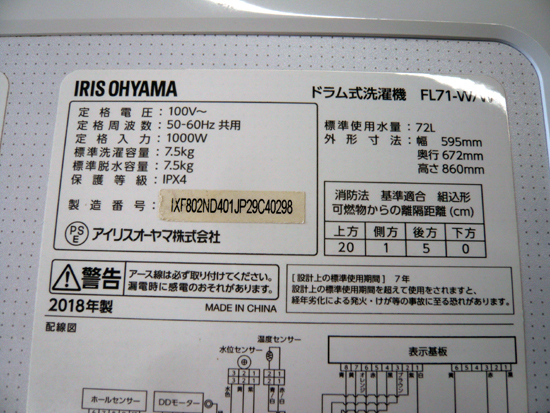 IRIS OHYAMA
ドラム式洗濯機 FL71-W/W
定格電圧：100V～
定格周波数：50-60Hz 共用
定格入力：1000W
標準洗濯容量：7.5kg
標準脱水容量：7.5kg
保護等級：IPX4
製造番号：
IXF802ND401JP29C40298
標準使用水量：72L
外形寸法：幅 595mm
奥行 672mm
高さ 860mm
消防法 基準適合 組込形
可燃物からの離隔距離(cm)
上方 側方 後方 下方
20 1 5 0
PS
E
アイリスオーヤマ株式会社
警告
アース線は必ず取り付けてください。
漏電時に感電のおそれがあります。
2018年製
MADE IN CHINA
[設計上の標準使用期間] 7年
設計上の標準使用期間を超えて使用をされますと、
経年劣化による発火・けが等の事故に至る恐れがあります。
配線図
水位センサー
温度センサー
表示基板
ホールセンサー
DDモーター